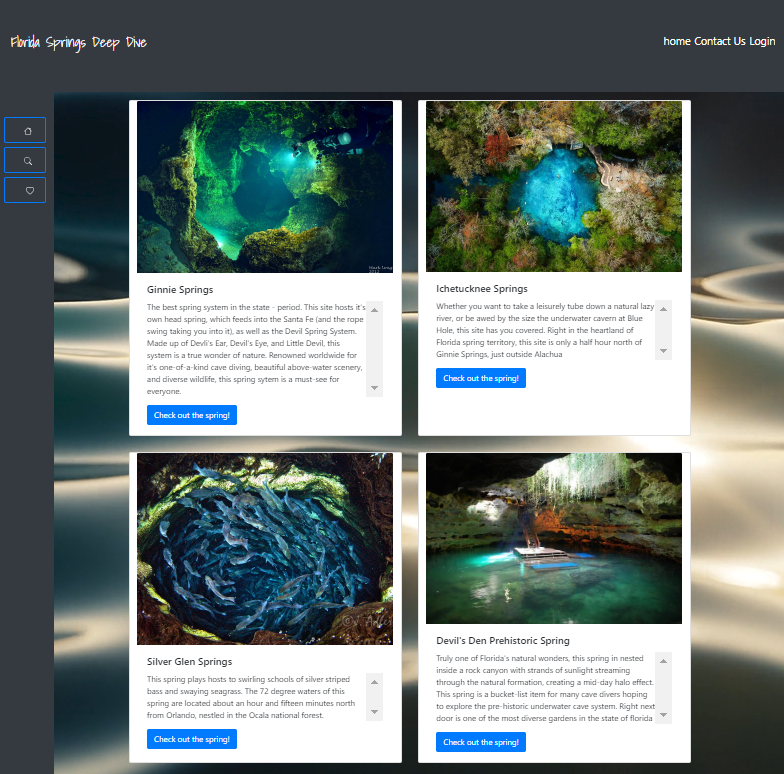 Florida Springs Deep Dive
home Contact Us Login
Ginnie Springs
The best spring system in the state - period. This site hosts it's
own head spring, which feeds into the Santa Fe (and the rope
swing taking you into it), as well as the Devil Spring System.
Made up of Devli's Ear, Devil's Eye, and Little Devil, this
system is a true wonder of nature. Renowned worldwide for
it's one-of-a-kind cave diving, beautiful above-water scenery,
and diverse wildlife, this spring sytem is a must-see for
everyone.
Check out the spring!
Ichetucknee Springs
Whether you want to take a leisurely tube down a natural lazy
river, or be awed by the size the underwater cavern at Blue
Hole, this site has you covered. Right in the heartland of
Florida spring territory, this site is only a half hour north of
Ginnie Springs, just outside Alachua
Check out the spring!
Silver Glen Springs
This spring plays hosts to swirling schools of silver striped
bass and swaying seagrass. The 72 degree waters of this
spring are located about an hour and fifteen minutes north
from Orlando, nestled in the Ocala national forest.
Check out the spring!
Devil's Den Prehistoric Spring
Truly one of Florida's natural wonders, this spring in nested
inside a rock canyon with strands of sunlight streaming
through the natural formation, creating a mid-day halo effect.
This spring is a bucket-list item for many cave divers hoping
to explore the pre-historic underwater cave system. Right next
door is one of the most diverse gardens in the state of florida
Check out the spring!